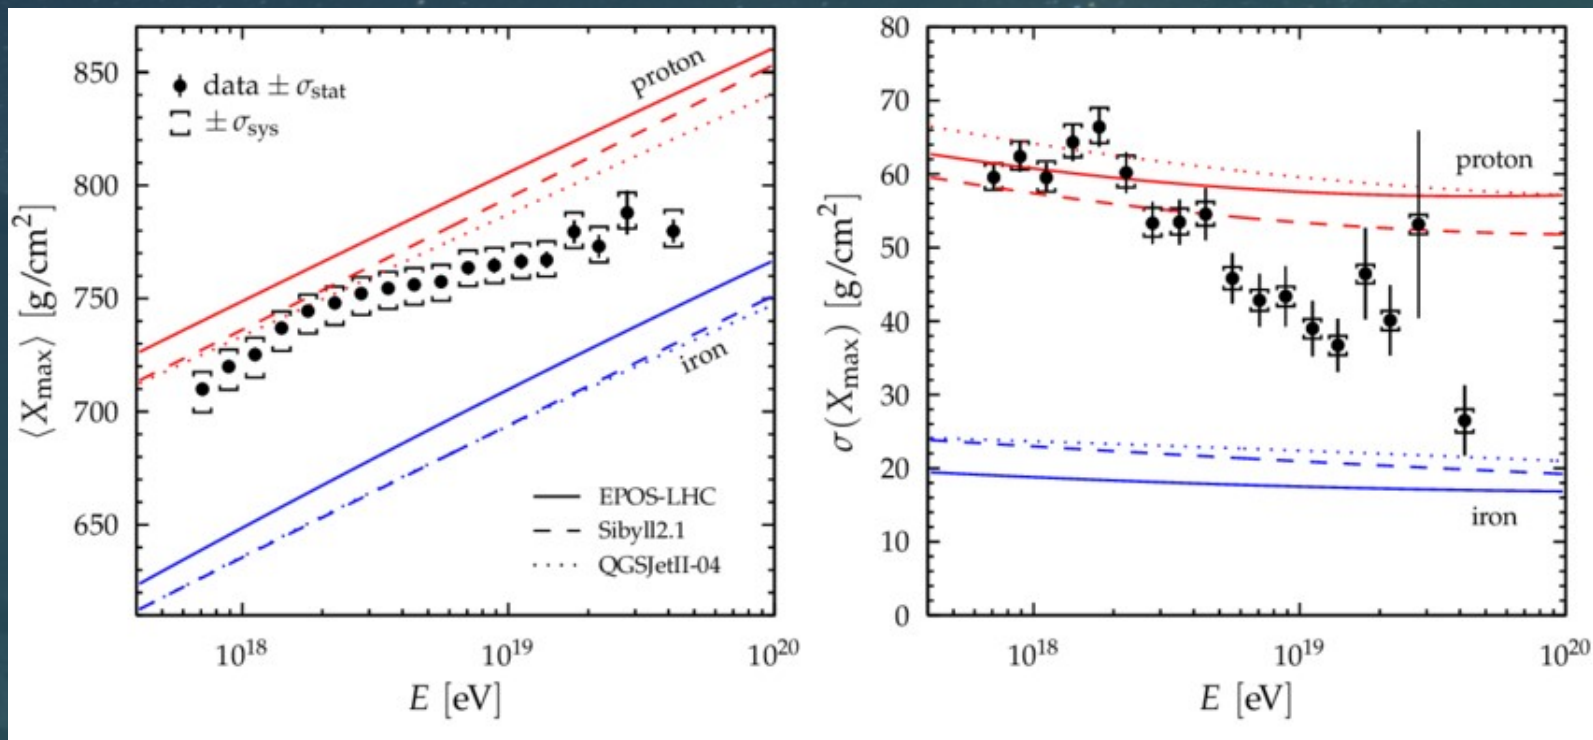 850
800
750
700
650
⟨Xmax⟩ [g/cm²]
data ± σstat
± σsys
proton
iron
EPOS-LHC
Sibyll2.1
QGSJetII-04
10¹⁸
10¹⁹
10²⁰
E [eV]
80
70
60
50
40
30
20
10
0
σ(Xmax) [g/cm²]
proton
iron
10¹⁸
10¹⁹
10²⁰
E [eV]